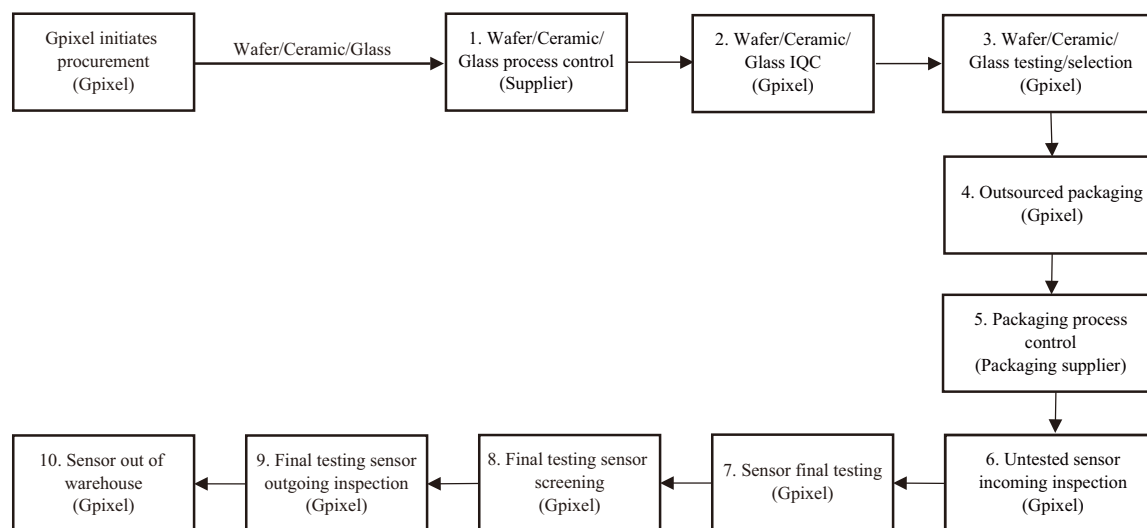 Gpixel initiates
procurement
(Gpixel)
Wafer/Ceramic/Glass
1. Wafer/Ceramic/
Glass process control
(Supplier)
2. Wafer/Ceramic/
Glass IQC
(Gpixel)
3. Wafer/Ceramic/
Glass testing/selection
(Gpixel)
4. Outsourced packaging
(Gpixel)
5. Packaging process
control
(Packaging supplier)
6. Untested sensor
incoming inspection
(Gpixel)
7. Sensor final testing
(Gpixel)
8. Final testing sensor
screening
(Gpixel)
9. Final testing sensor
outgoing inspection
(Gpixel)
10. Sensor out of
warehouse
(Gpixel)